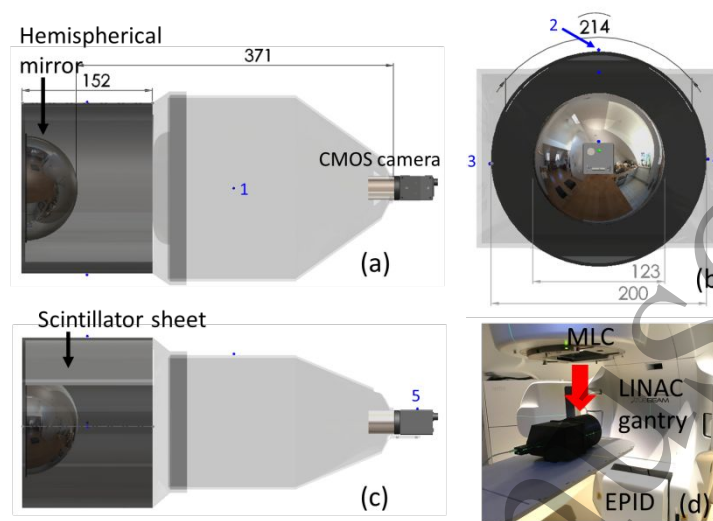 Hemispherical
mirror
371
152
CMOS camera
1
(a)
2
214
3
123
200
(b
Scintillator sheet
5
(c)
MLC
LINAC
gantry
EPID
(d)